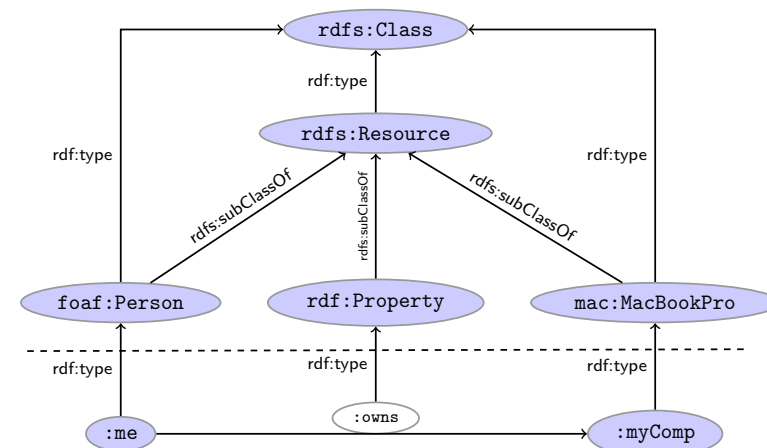 rdfs:Class
rdf:type
rdfs:Resource
rdf:type
rdf:type
rdfs:subClassOf
rdfs:subClassOf
rdfs:subClassOf
foaf:Person
rdf:Property
mac:MacBookPro
rdf:type
rdf:type
rdf:type
:me
:owns
:myComp